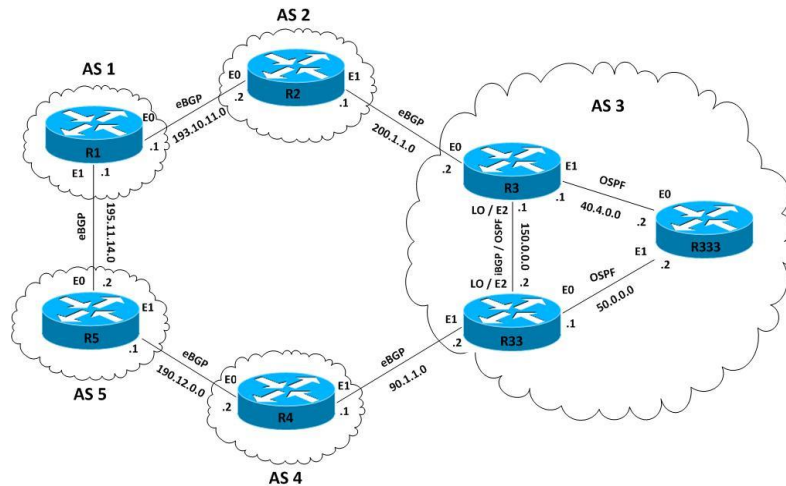 AS 2
AS 1
E0
eBGP
.2
R2
E1
.1
193.10.11.0
eBGP
200.1.1.0
AS 3
E0
.1
R1
E1
.1
E0
.2
R3
E1
.1
LO / E2
.1
OSPF
40.4.0.0
E0
.2
R333
E1
.2
eBGP
195.11.14.0
iBGP / OSPF
150.0.0.0
OSPF
50.0.0.0
E0
.2
R5
E1
.1
LO / E2
.2
E1
.2
R33
E0
.1
eBGP
190.12.0.0
E0
.2
R4
E1
.1
eBGP
90.1.1.0
AS 5
AS 4